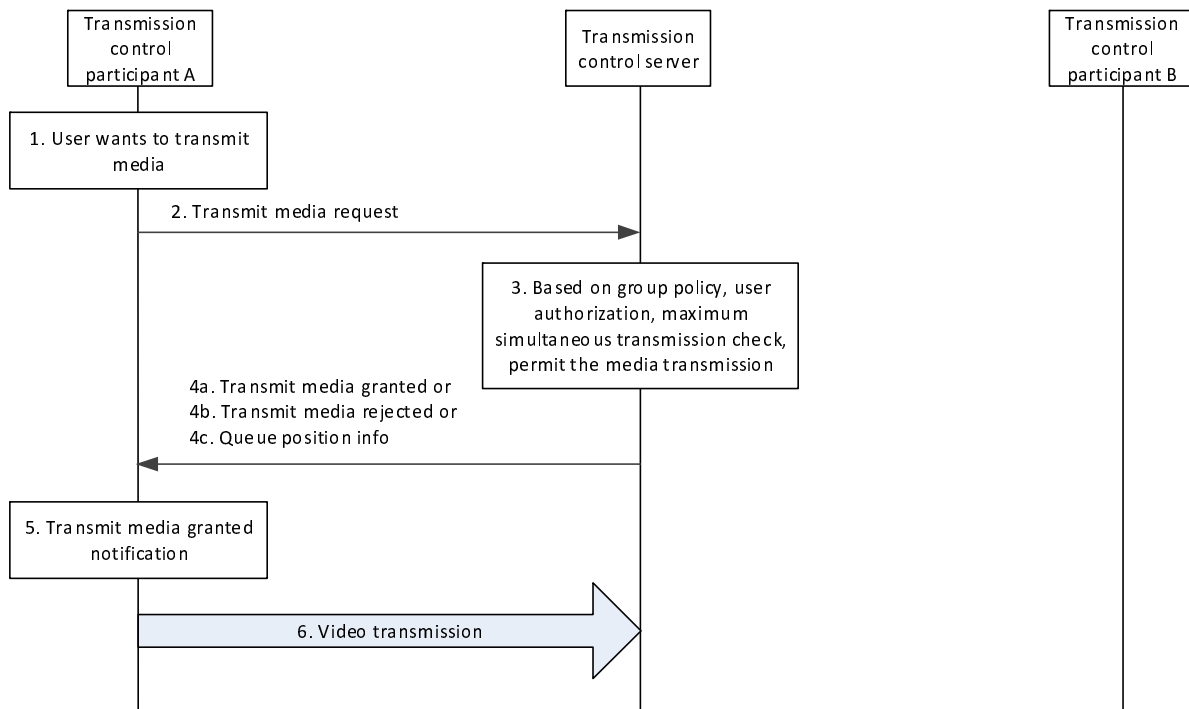 Transmission
control
participant A
Transmission
control server
Transmission
control
participant B
1. User wants to transmit
media
2. Transmit media request
3. Based on group policy, user
authorization, maximum
simultaneous transmission check,
permit the media transmission
4a. Transmit media granted or
4b. Transmit media rejected or
4c. Queue position info
5. Transmit media granted
notification
6. Video transmission